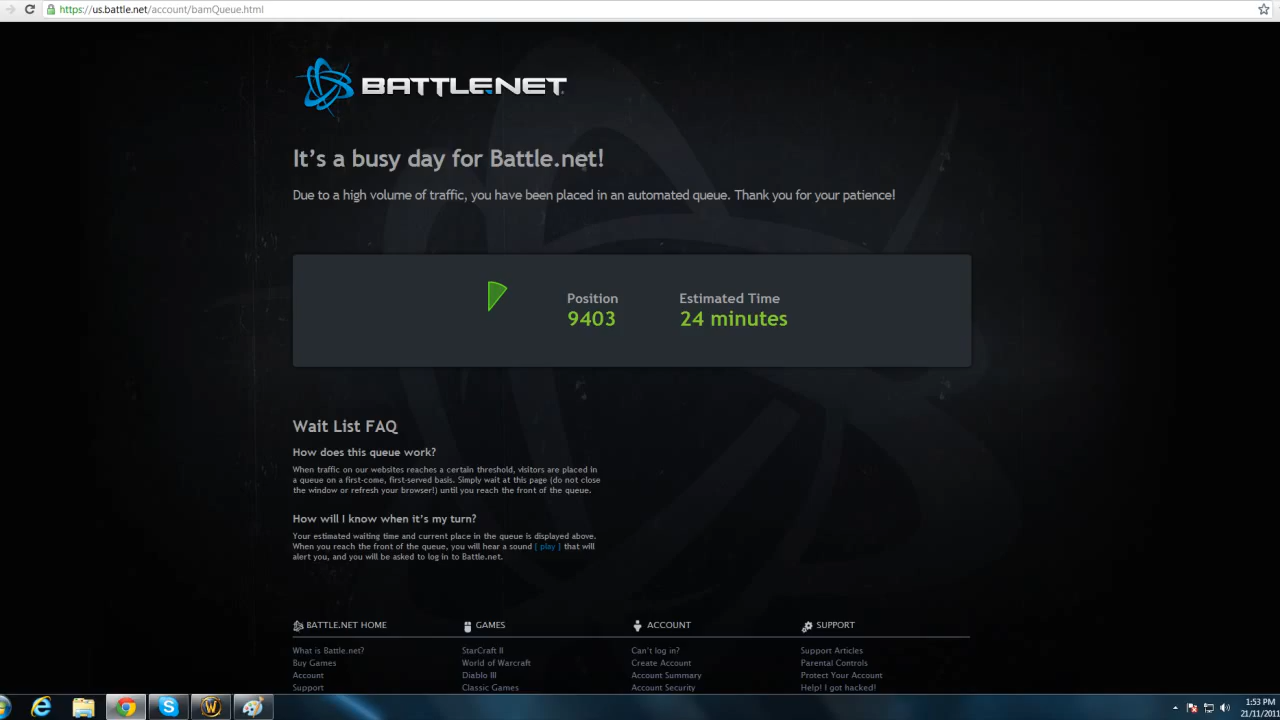 https://us.battle.net/account/bamQueue.html
BATTLE.NET
It's a busy day for Battle.net!
Due to a high volume of traffic, you have been placed in an automated queue. Thank you for your patience!
Position
Estimated Time
9403
24 minutes
Wait List FAQ
How does this queue work?
When traffic on our websites reaches a certain threshold, visitors are placed in
a queue on a first-come, first-served basis. Simply wait at this page (do not close
the window or refresh your browser!) until you reach the front of the queue.
How will I know when it's my turn?
Your estimated waiting time and current place in the queue is displayed above.
When you reach the front of the queue, you will hear a sound [ play ] that will
alert you, and you will be asked to log in to Battle.net.
BATTLE.NET HOME
GAMES
ACCOUNT
SUPPORT
What is Battle.net?
StarCraft II
Can't log in?
Support Articles
Buy Games
World of Warcraft
Create Account
Parental Controls
Account
Diablo III
Account Summary
Protect Your Account
Support
Classic Games
Account Security
Help! I got hacked!
1:53 PM
21/11/2011